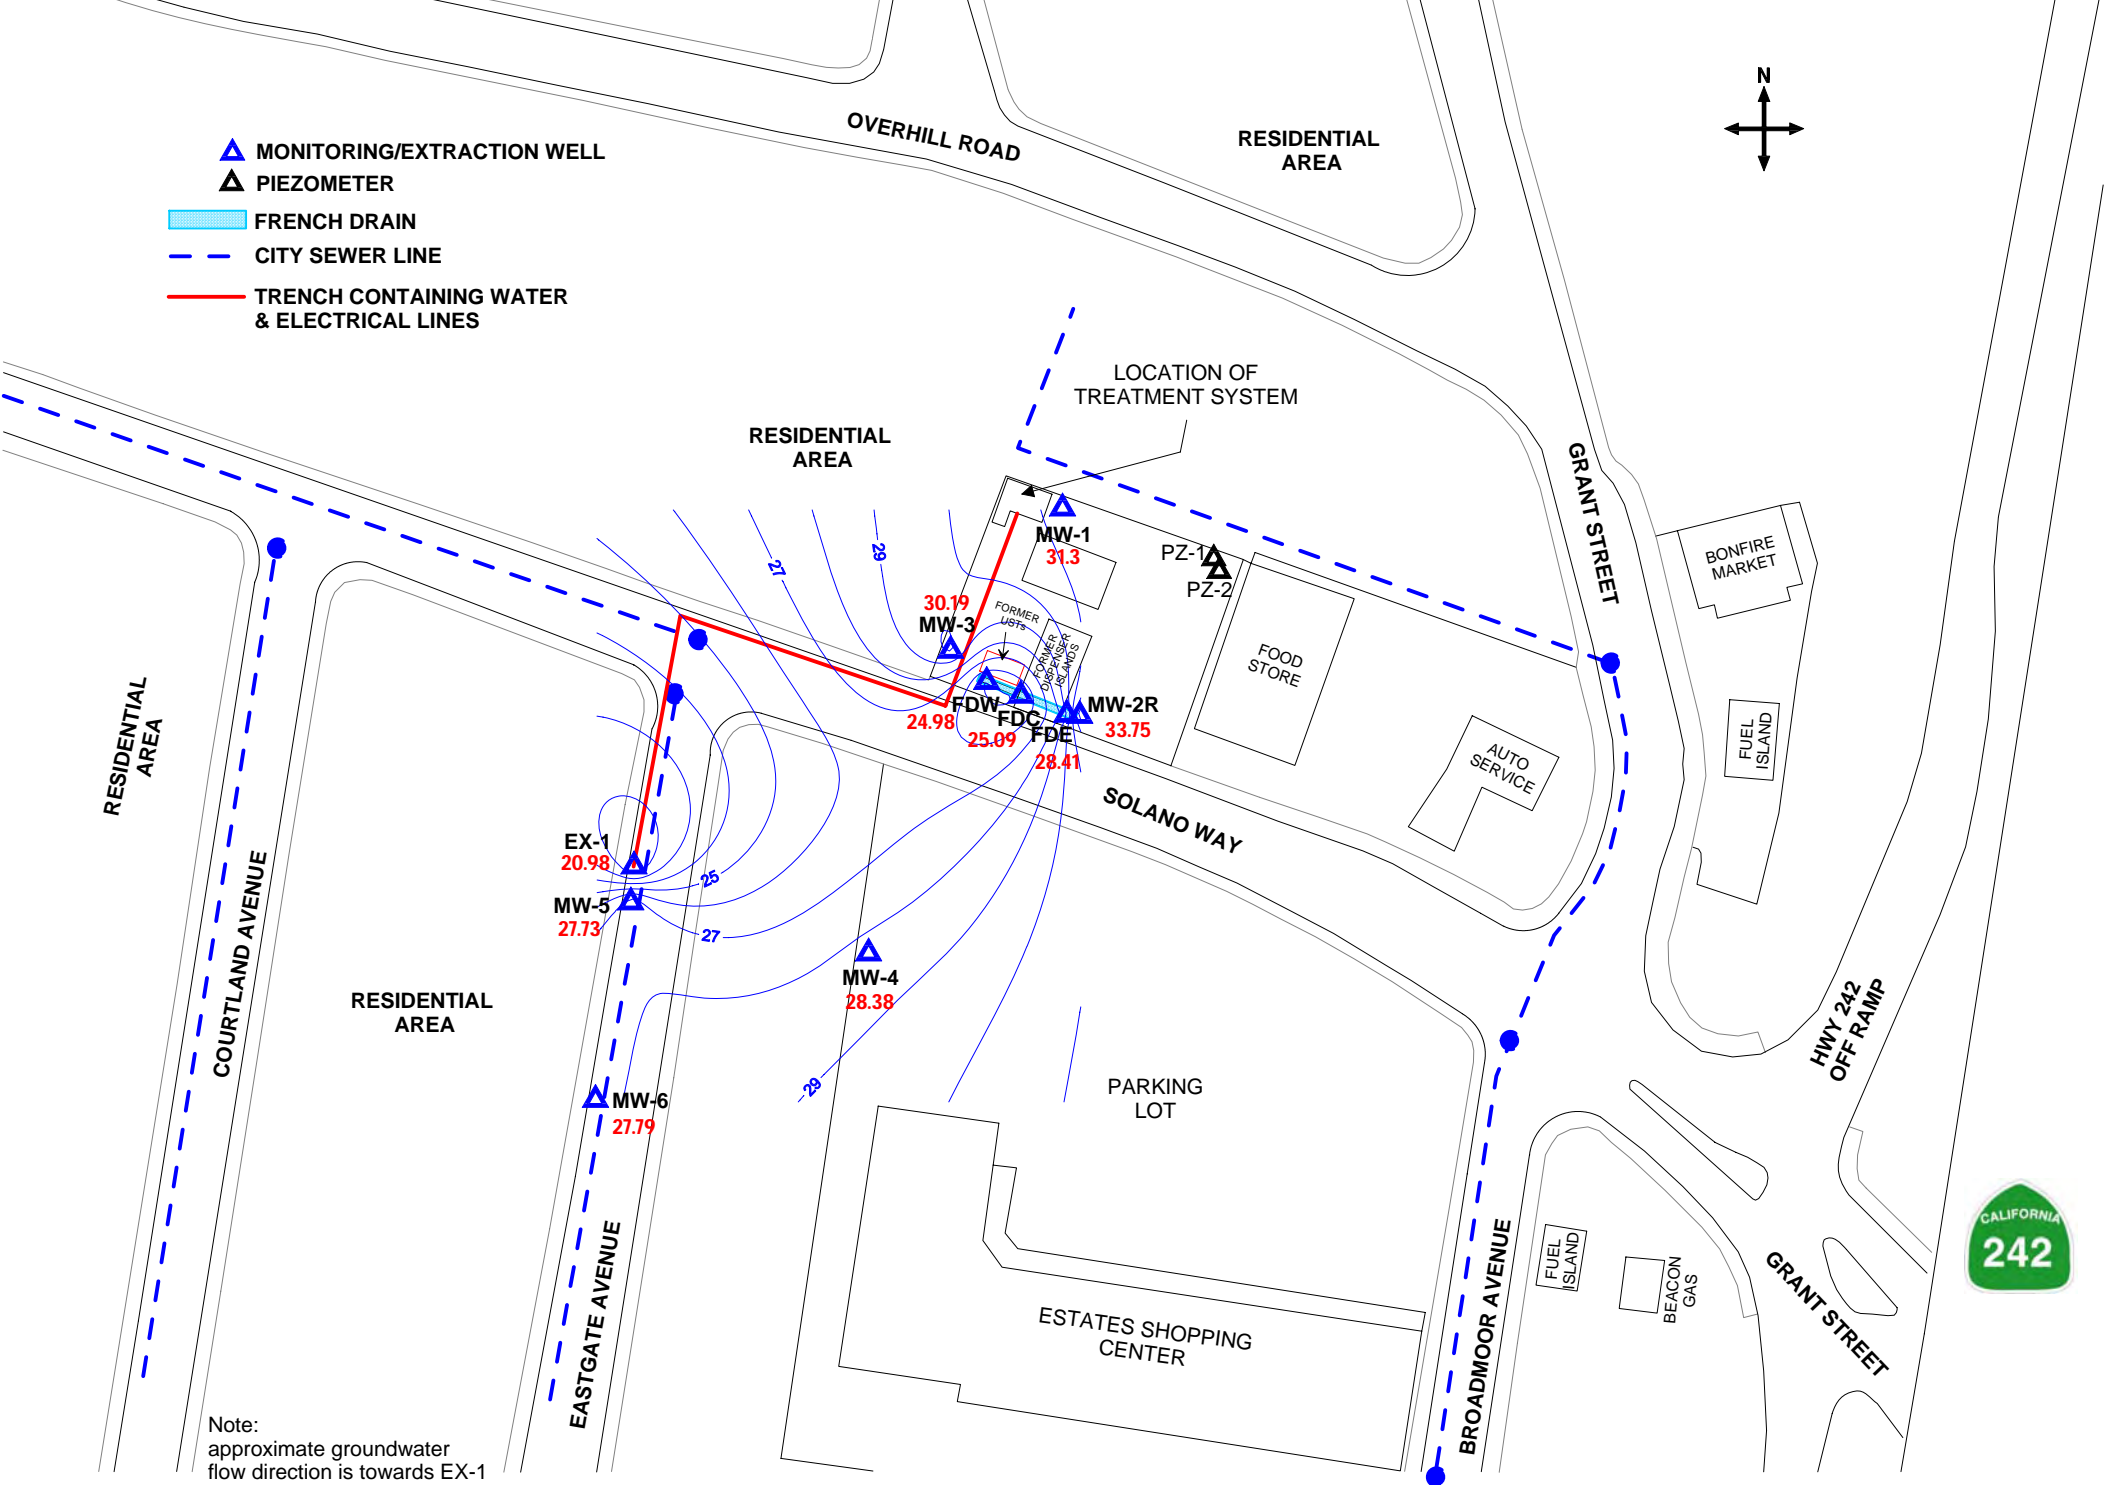 N
OVERHILL ROAD
RESIDENTIAL
AREA
MONITORING/EXTRACTION WELL
PIEZOMETER
FRENCH DRAIN
CITY SEWER LINE
TRENCH CONTAINING WATER
& ELECTRICAL LINES
LOCATION OF
TREATMENT SYSTEM
RESIDENTIAL
AREA
GRANT STREET
BONFIRE
MARKET
27
29
MW-1
31.3
PZ-1
PZ-2
30.19
MW-3
FORMER
USTs
FORMER
DISPENSER
ISLANDS
FOOD
STORE
FDW
24.98
FDC
25.09
FDE
28.41
MW-2R
33.75
RESIDENTIAL
AREA
FUEL
ISLAND
AUTO
SERVICE
SOLANO WAY
EX-1
20.98
25
MW-5
27.73
27
MW-4
28.38
COURTLAND AVENUE
RESIDENTIAL
AREA
HWY 242
OFF RAMP
29
PARKING
LOT
MW-6
27.79
CALIFORNIA
242
EASTGATE AVENUE
BROADMOOR AVENUE
FUEL
ISLAND
BEACON
GAS
GRANT STREET
ESTATES SHOPPING
CENTER
Note:
approximate groundwater
flow direction is towards EX-1